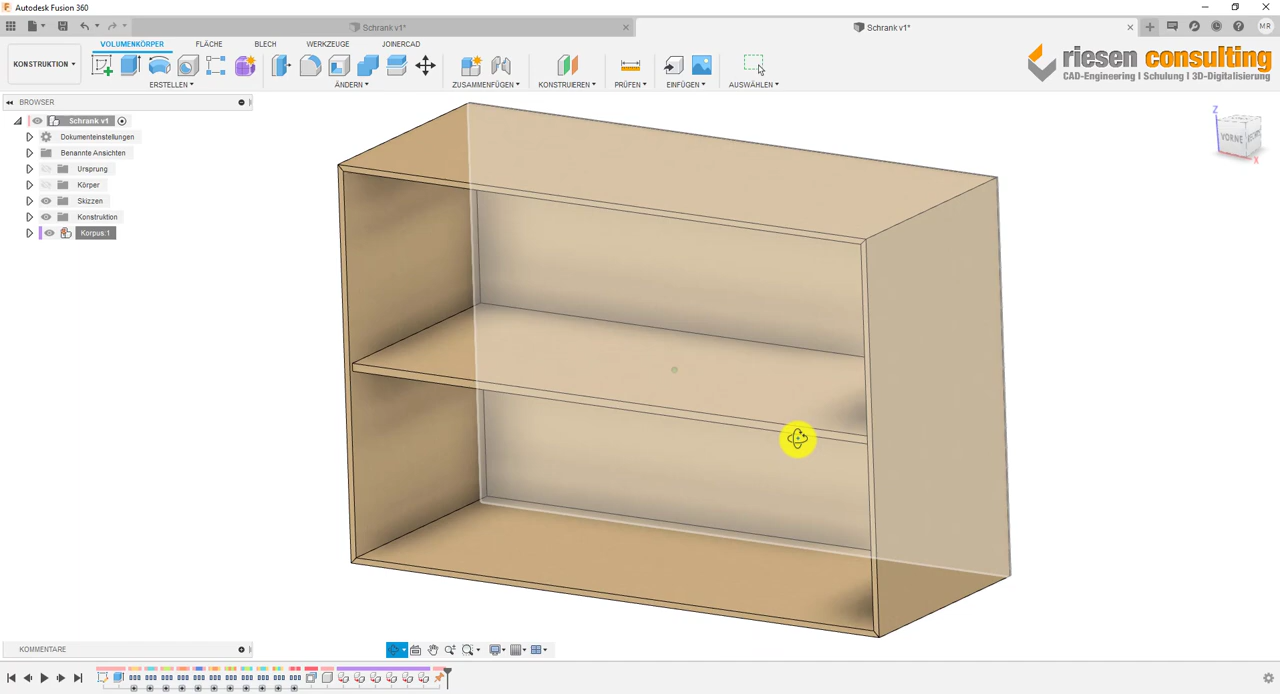 Autodesk Fusion 360
Schrank v1*
Schrank v1*
MR
KONSTRUKTION
VOLUMENKÖRPER
FLÄCHE
BLECH
WERKZEUGE
JOINERCAD
ERSTELLEN
ÄNDERN
ZUSAMMENFÜGEN
KONSTRUIEREN
PRÜFEN
EINFÜGEN
AUSWÄHLEN
riesen consulting
CAD-Engineering | Schulung | 3D-Digitalisierung
BROWSER
Schrank v1
Dokumenteinstellungen
Benannte Ansichten
Ursprung
Körper
Skizzen
Konstruktion
Korpus:1
Z
VORNE
X
KOMMENTARE